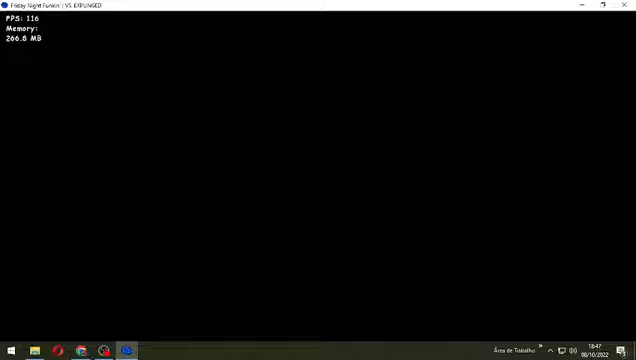 Friday Night Funkin' | VS. EXPUNGED
FPS: 116
Memory:
266.8 MB
Área de Trabalho
18:47
08/10/2022